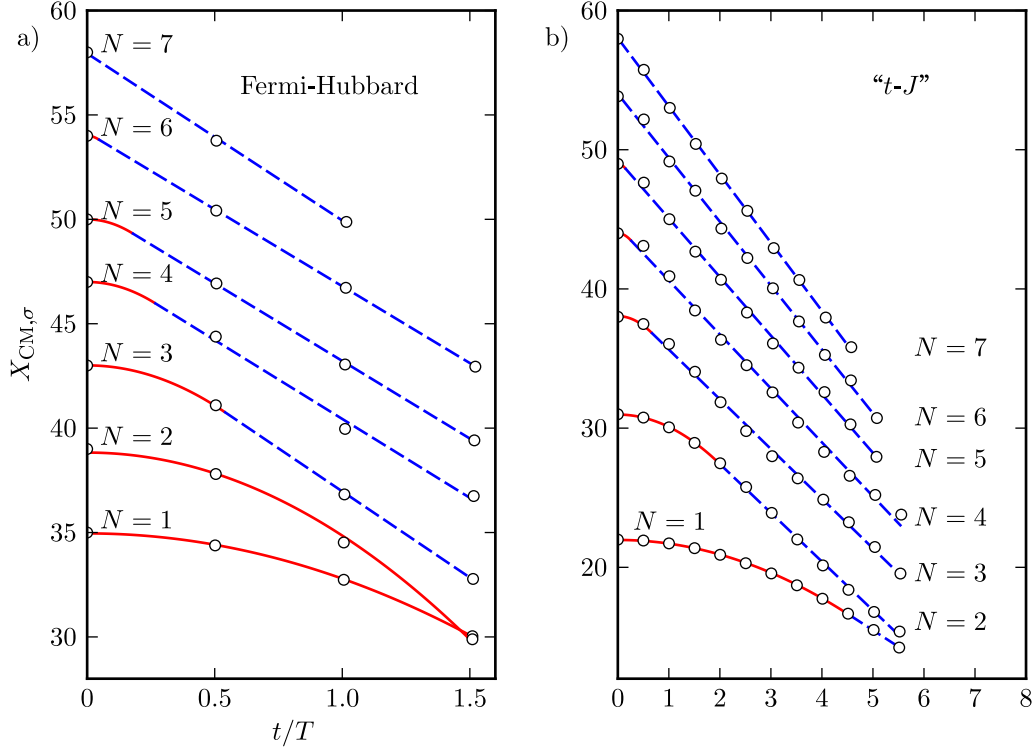 a)
Fermi-Hubbard
X_CM,σ
60
55
50
45
40
35
30
N = 7
N = 6
N = 5
N = 4
N = 3
N = 2
N = 1
0 0.5 1.0 1.5
t/T
b)
“t-J”
60
50
40
30
20
N = 1
N = 7
N = 6
N = 5
N = 4
N = 3
N = 2
0 1 2 3 4 5 6 7 8